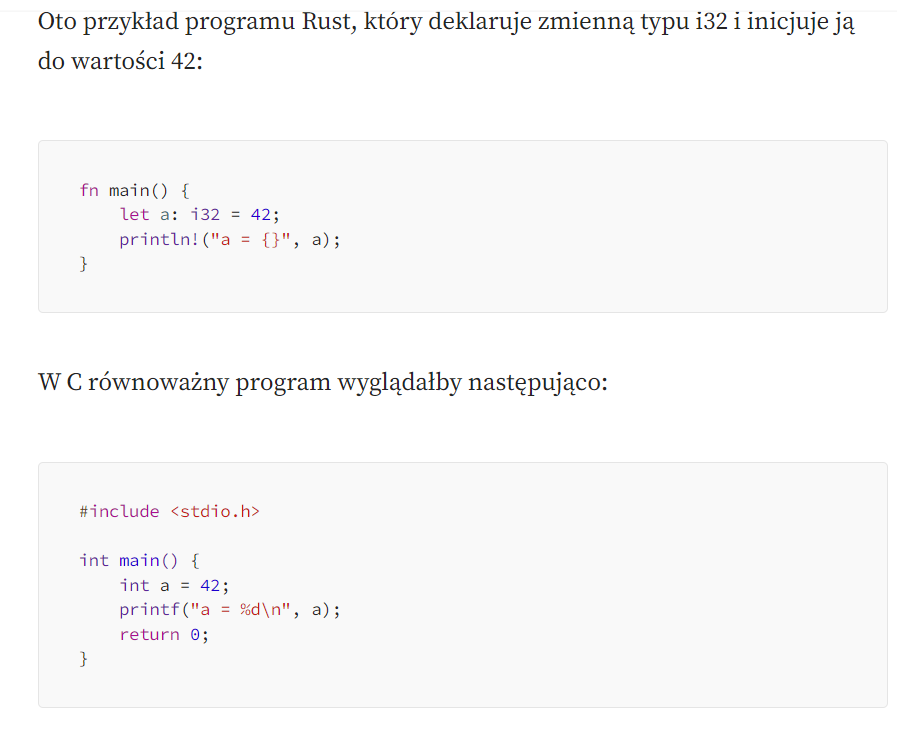 Oto przykład programu Rust, który deklaruje zmienną typu i32 i inicjuje ją
do wartości 42:
fn main() {
    let a: i32 = 42;
    println!("a = {}", a);
}
W C równoważny program wyglądałby następująco:
#include <stdio.h>

int main() {
    int a = 42;
    printf("a = %d\n", a);
    return 0;
}